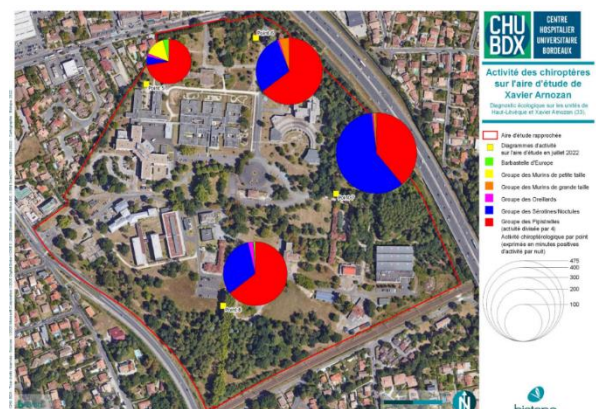 CHU
BDX
CENTRE
HOSPITALIER
UNIVERSITAIRE
BORDEAUX
Activité des chiroptères
sur l'aire d'étude de
Xavier Arnozan
Diagnostic écologique sur les unités de
Haut-Lévêque et Xavier Arnozan (33).
Aire d'étude rapprochée
Diagrammes d'activité
sur l'aire d'étude en juillet 2022
Barbastelle d'Europe
Groupe des Murins de petite taille
Groupe des Murins de grande taille
Groupe des Oreillards
Groupe des Sérotines/Noctules
Groupe des Pipistrelles
(activité divisée par 4)
Activité chiroptérologique par point
(exprimée en minutes positives
d'activité par nuit)
475
400
300
200
100
N
biotope